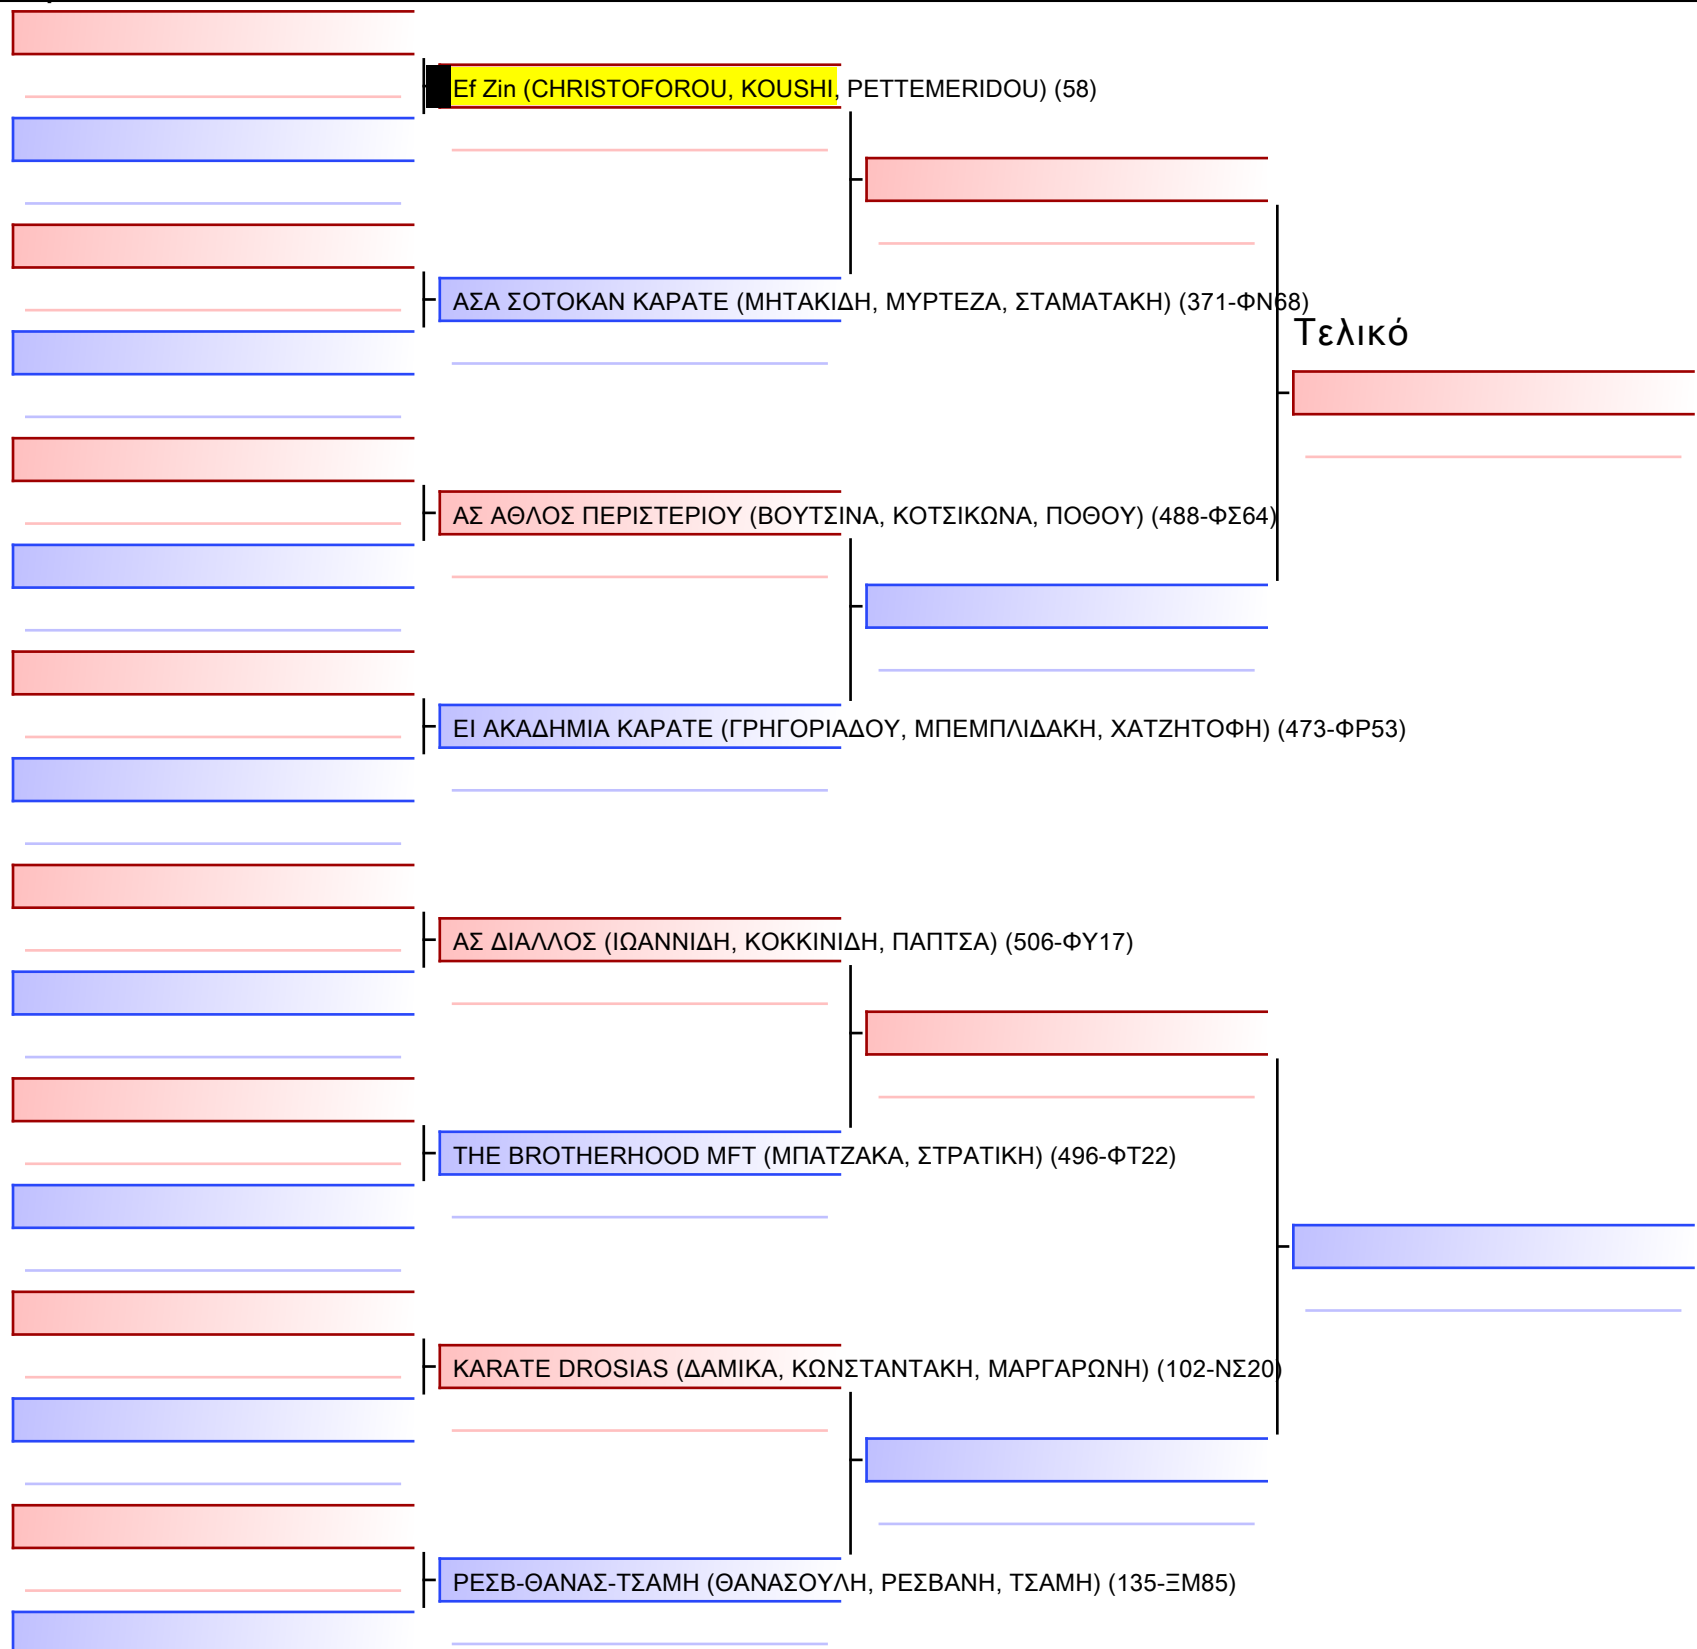 Ef Zin (CHRISTOFOROU, KOUSHI, PETTEMERIDOU) (58)
ΑΣΑ ΣΟΤΟΚΑΝ ΚΑΡΑΤΕ (ΜΗΤΑΚΙΔΗ, ΜΥΡΤΕΖΑ, ΣΤΑΜΑΤΑΚΗ) (371-ΦΝ68)
Τελικό
ΑΣ ΑΘΛΟΣ ΠΕΡΙΣΤΕΡΙΟΥ (ΒΟΥΤΣΙΝΑ, ΚΟΤΣΙΚΩΝΑ, ΠΟΘΟΥ) (488-ΦΣ64)
ΕΙ ΑΚΑΔΗΜΙΑ ΚΑΡΑΤΕ (ΓΡΗΓΟΡΙΑΔΟΥ, ΜΠΕΜΠΛΙΔΑΚΗ, ΧΑΤΖΗΤΟΦΗ) (473-ΦΡ53)
ΑΣ ΔΙΑΛΛΟΣ (ΙΩΑΝΝΙΔΗ, ΚΟΚΚΙΝΙΔΗ, ΠΑΠΤΣΑ) (506-ΦΥ17)
THE BROTHERHOOD MFT (ΜΠΑΤΖΑΚΑ, ΣΤΡΑΤΙΚΗ) (496-ΦΤ22)
KARATE DROSIAS (ΔΑΜΙΚΑ, ΚΩΝΣΤΑΝΤΑΚΗ, ΜΑΡΓΑΡΩΝΗ) (102-ΝΣ20)
ΡΕΣΒ-ΘΑΝΑΣ-ΤΣΑΜΗ (ΘΑΝΑΣΟΥΛΗ, ΡΕΣΒΑΝΗ, ΤΣΑΜΗ) (135-ΞΜ85)